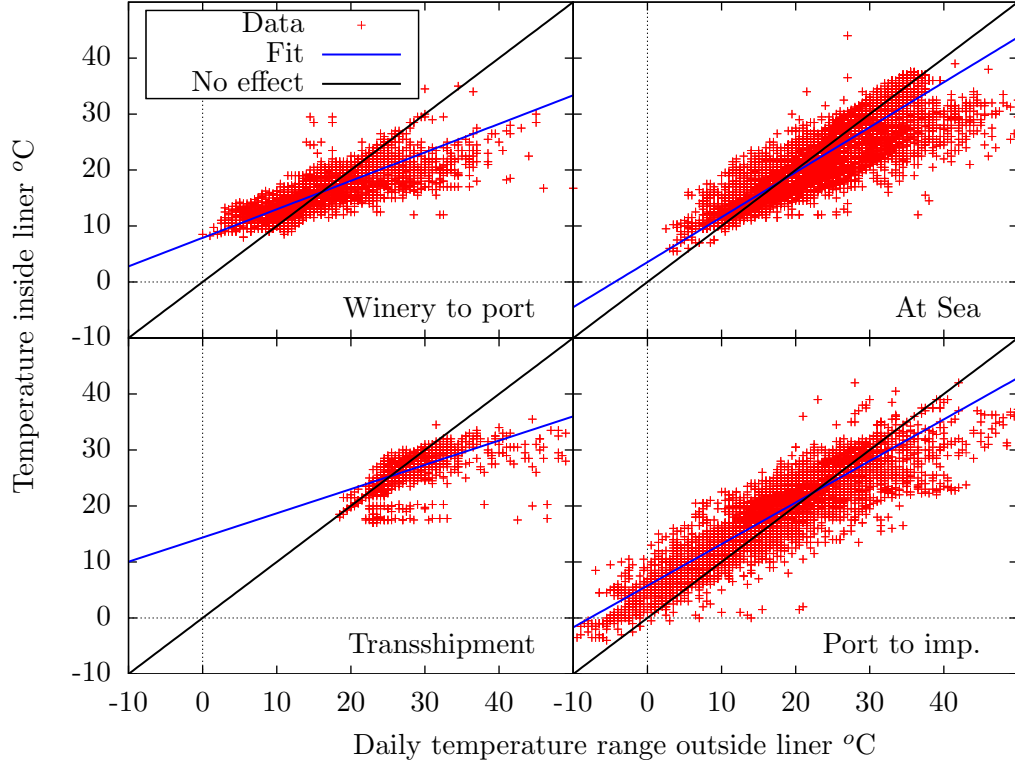 Data
Fit
No effect
40
30
20
10
0
-10
Winery to port
At Sea
40
30
20
10
0
-10
Transshipment
Port to imp.
-10 0 10 20 30 40 -10 0 10 20 30 40
Temperature inside liner °C
Daily temperature range outside liner °C